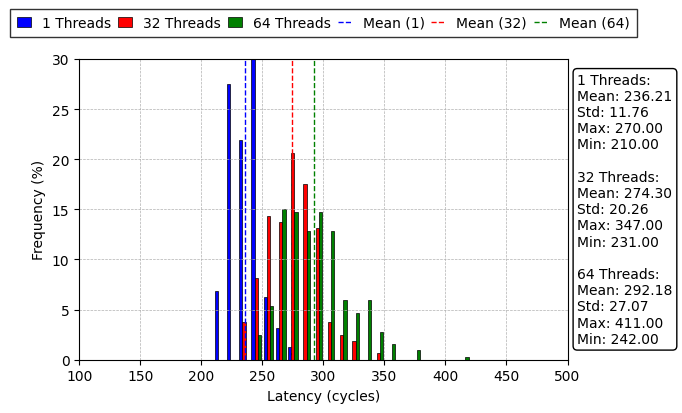 1 Threads 32 Threads 64 Threads Mean (1) Mean (32) Mean (64)
30
25
20
15
10
5
0
Frequency (%)
100 150 200 250 300 350 400 450 500
Latency (cycles)
1 Threads:
Mean: 236.21
Std: 11.76
Max: 270.00
Min: 210.00
32 Threads:
Mean: 274.30
Std: 20.26
Max: 347.00
Min: 231.00
64 Threads:
Mean: 292.18
Std: 27.07
Max: 411.00
Min: 242.00